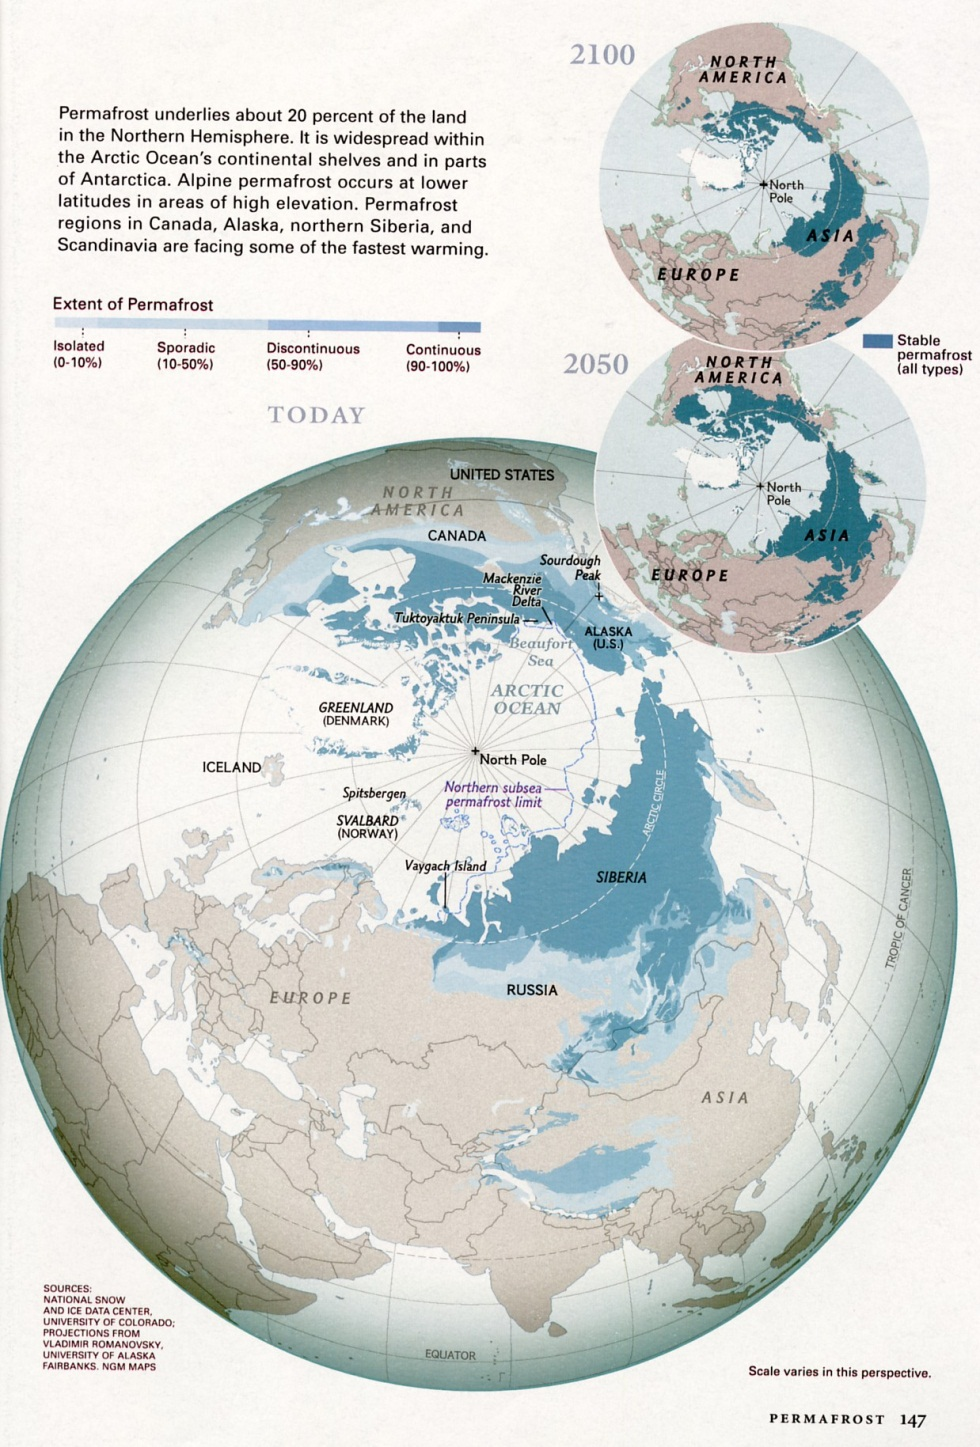 2100
NORTH
AMERICA
North
Pole
ASIA
EUROPE
Permafrost underlies about 20 percent of the land
in the Northern Hemisphere. It is widespread within
the Arctic Ocean's continental shelves and in parts
of Antarctica. Alpine permafrost occurs at lower
latitudes in areas of high elevation. Permafrost
regions in Canada, Alaska, northern Siberia, and
Scandinavia are facing some of the fastest warming.
Extent of Permafrost
Isolated
(0-10%)
Sporadic
(10-50%)
Discontinuous
(50-90%)
Continuous
(90-100%)
Stable
permafrost
(all types)
2050
NORTH
AMERICA
North
Pole
ASIA
EUROPE
TODAY
UNITED STATES
NORTH
AMERICA
CANADA
Sourdough
Peak
Mackenzie
River
Delta
Tuktoyaktuk Peninsula
ALASKA
(U.S.)
Beaufort
Sea
ARCTIC
OCEAN
GREENLAND
(DENMARK)
North Pole
ICELAND
Spitsbergen
Northern subsea
permafrost limit
SVALBARD
(NORWAY)
ARCTIC CIRCLE
Vaygach Island
SIBERIA
TROPIC OF CANCER
RUSSIA
EUROPE
ASIA
EQUATOR
SOURCES:
NATIONAL SNOW
AND ICE DATA CENTER,
UNIVERSITY OF COLORADO;
PROJECTIONS FROM
VLADIMIR ROMANOVSKY,
UNIVERSITY OF ALASKA
FAIRBANKS. NGM MAPS
Scale varies in this perspective.
PERMAFROST 147